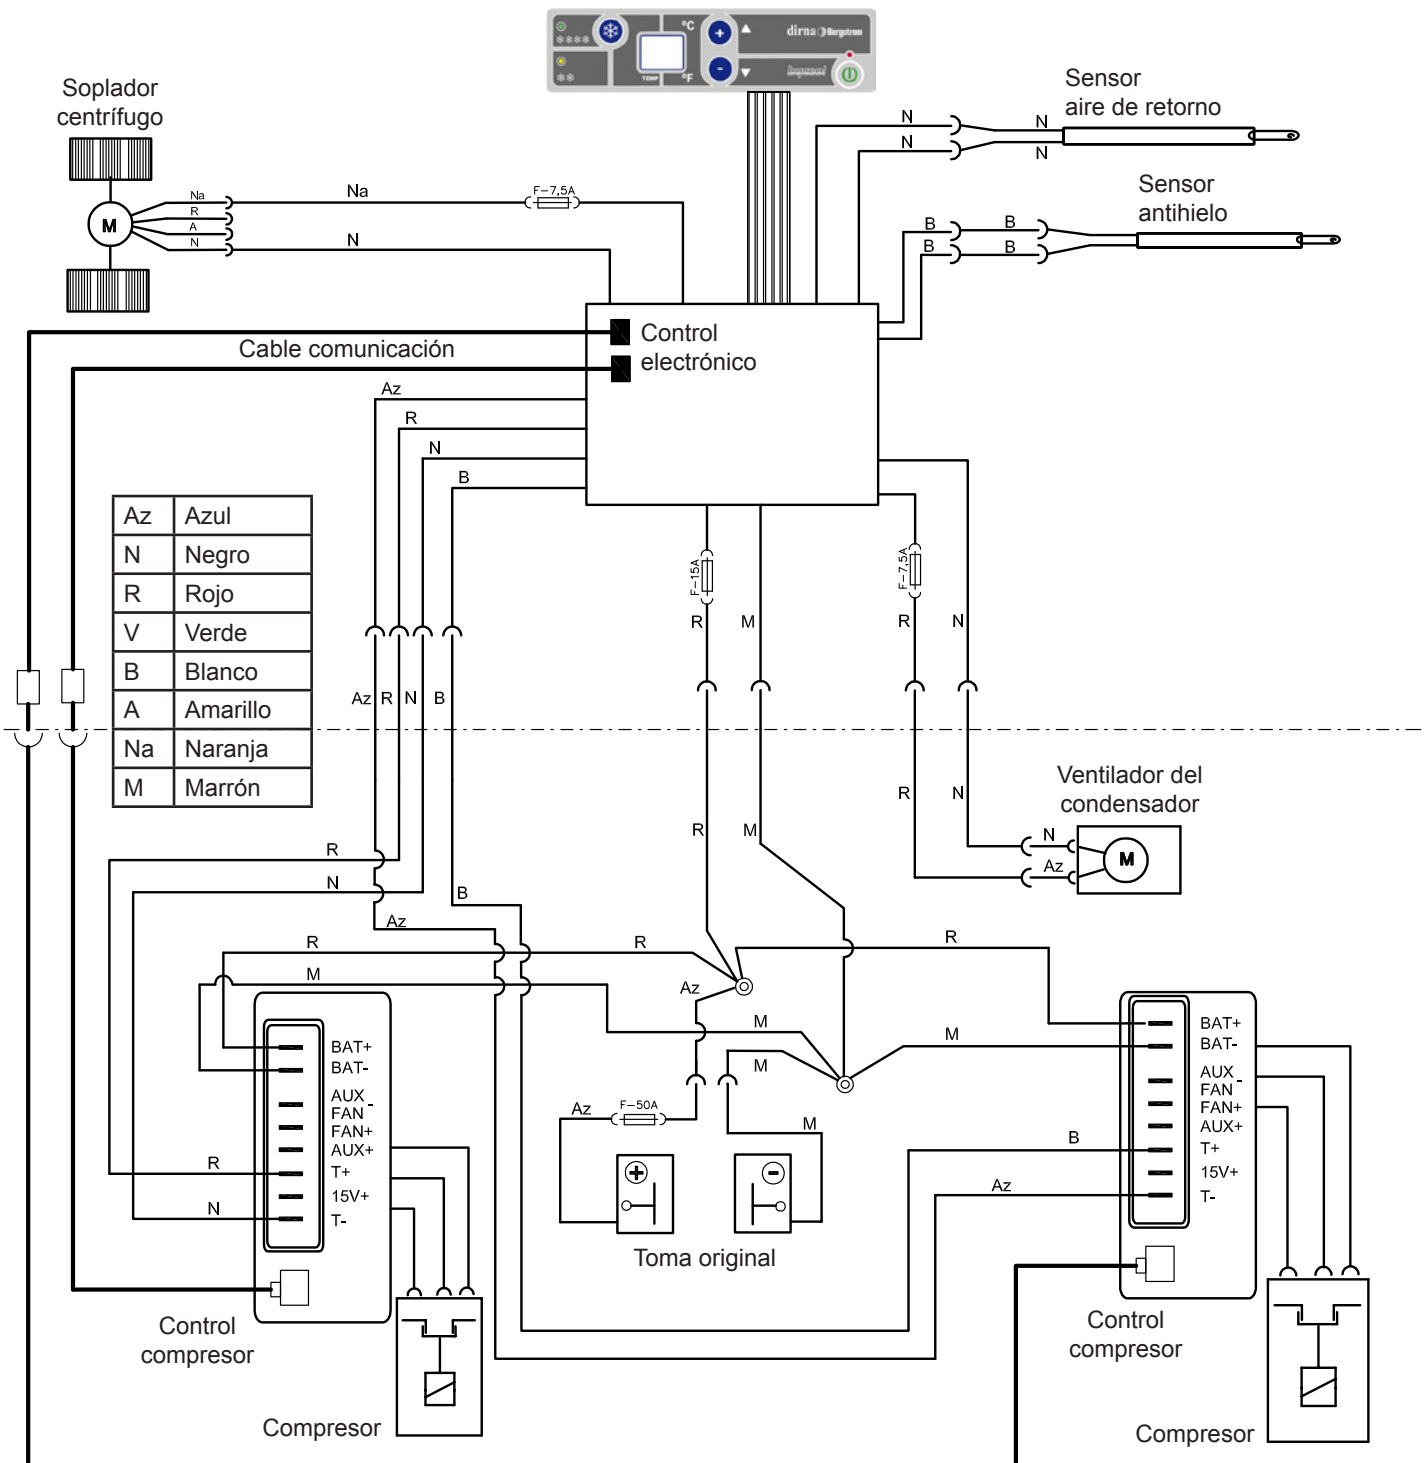 °C
+
dirna Bergstrom
TEMP
°F
-
Soplador
centrífugo
Sensor
aire de retorno
N
N
N
N
Sensor
antihielo
Na
R
A
N
Na
N
F-7,5A
M
B
B
B
B
Cable comunicación
Control
electrónico
Az
R
N
B
Az Azul
N Negro
R Rojo
V Verde
B Blanco
A Amarillo
Na Naranja
M Marrón
F-15A
F-7,5A
R
M
R
N
Az
R
N
B
Ventilador del
condensador
R
N
R
M
N
Az
M
R
N
B
Az
R
R
R
M
Az
M
M
M
Az
F-50A
M
BAT+
BAT-
AUX
FAN -
FAN+
AUX+
T+
15V+
T-
R
N
+
-
Toma original
B
Az
BAT+
BAT-
AUX
FAN -
FAN+
AUX+
T+
15V+
T-
Control
compresor
Compresor
Control
compresor
Compresor